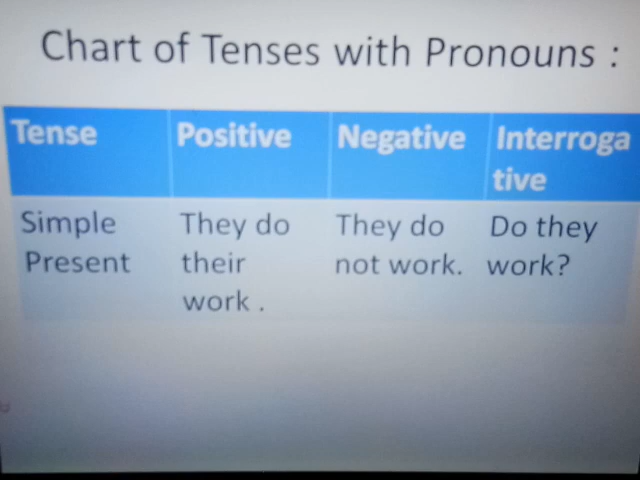 Chart of Tenses with Pronouns :
Tense
Positive
Negative
Interroga
tive
Simple
Present
They do
their
work .
They do
not work.
Do they
work?